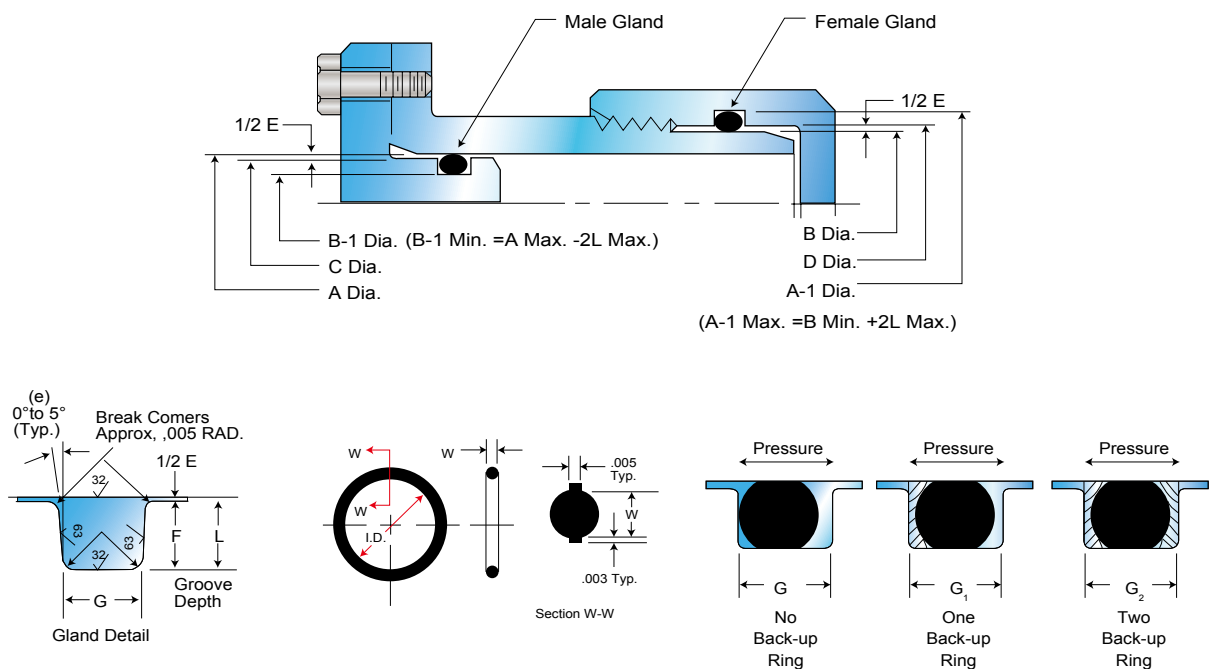 Male Gland
Female Gland
1/2 E
1/2 E
B-1 Dia. (B-1 Min. =A Max. -2L Max.)
C Dia.
A Dia.
B Dia.
D Dia.
A-1 Dia.
(A-1 Max. =B Min. +2L Max.)
(e)
0°to 5°
(Typ.)
Break Comers
Approx, ,005 RAD.
1/2 E
32
63
63
32
F
L
G
Groove
Depth
Gland Detail
W
W
I.D.
W
.005
Typ.
W
.003 Typ.
Section W-W
Pressure
G
No
Back-up
Ring
Pressure
G1
One
Back-up
Ring
Pressure
G2
Two
Back-up
Ring